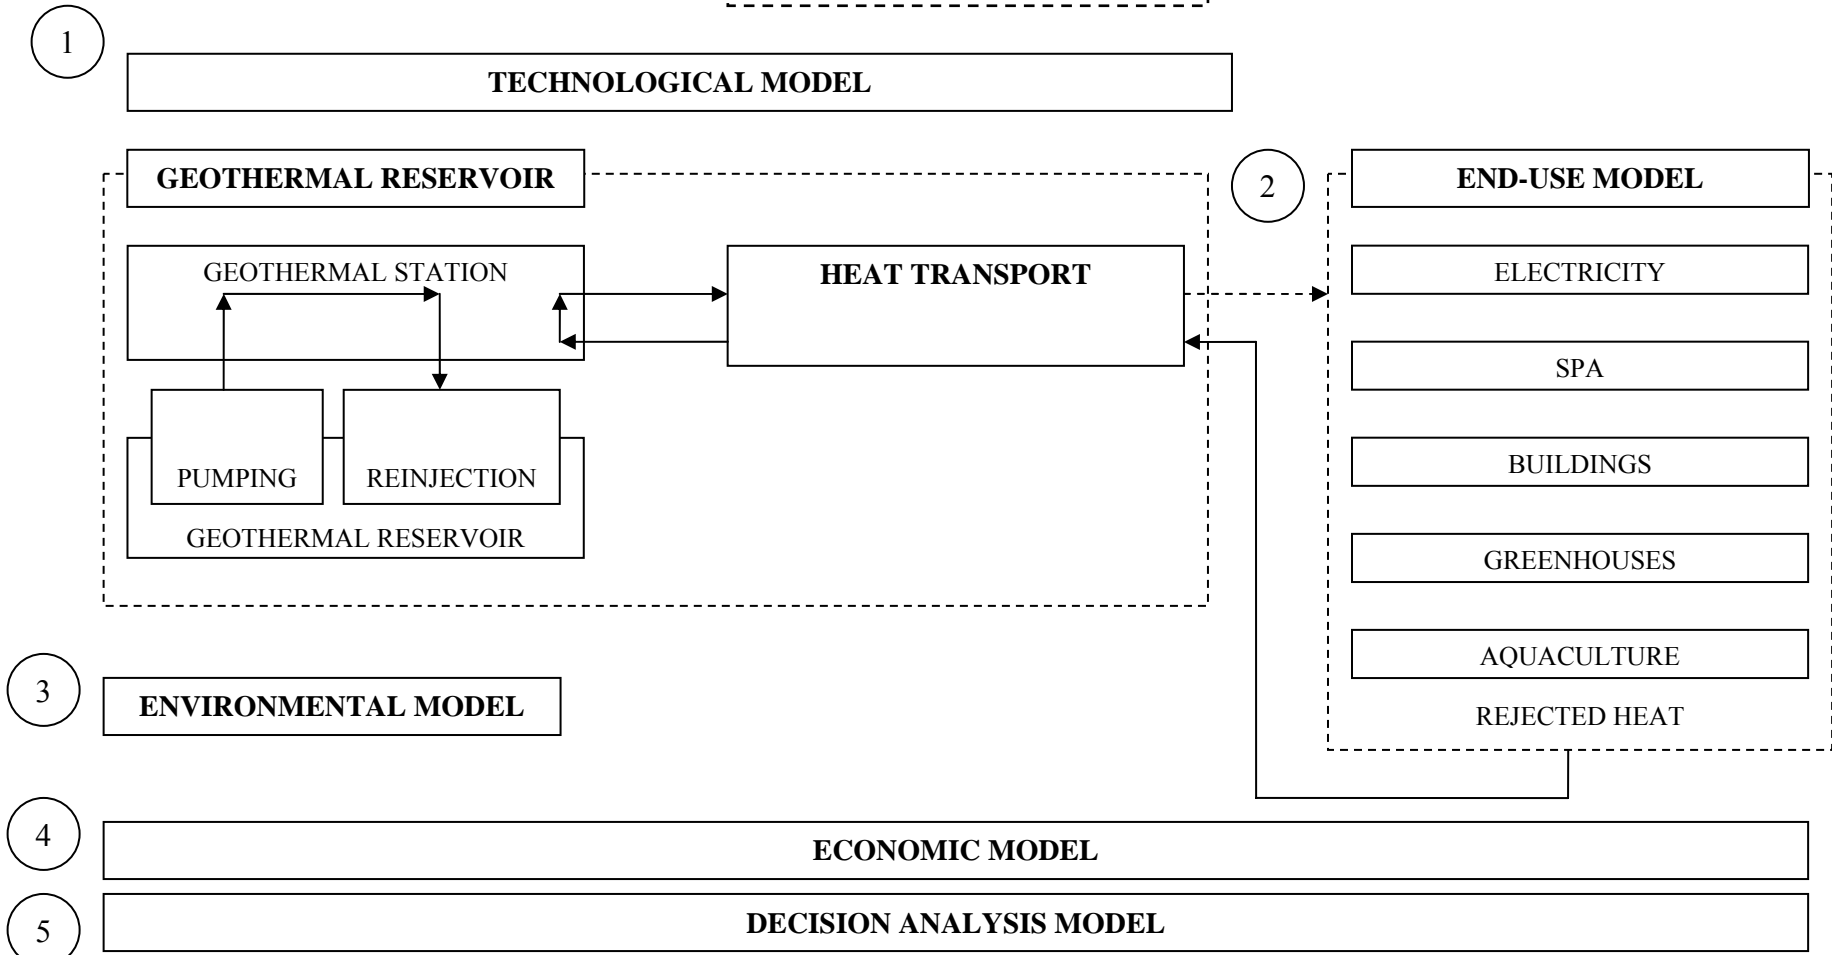 1
TECHNOLOGICAL MODEL
GEOTHERMAL RESERVOIR
GEOTHERMAL STATION
HEAT TRANSPORT
PUMPING
REINJECTION
GEOTHERMAL RESERVOIR
2
END-USE MODEL
ELECTRICITY
SPA
BUILDINGS
GREENHOUSES
AQUACULTURE
REJECTED HEAT
3
ENVIRONMENTAL MODEL
4
ECONOMIC MODEL
5
DECISION ANALYSIS MODEL